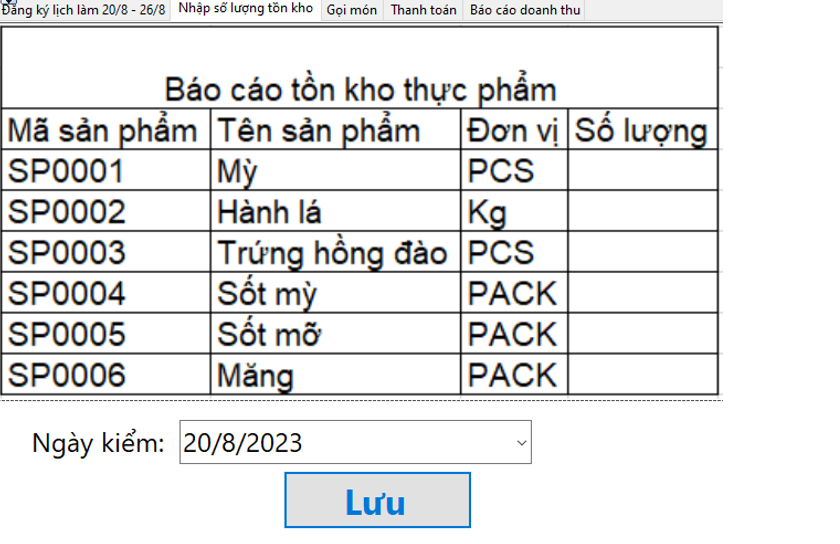 Đăng ký lịch làm 20/8 - 26/8 Nhập số lượng tồn kho Gọi món Thanh toán Báo cáo doanh thu
Báo cáo tồn kho thực phẩm
Mã sản phẩm Tên sản phẩm Đơn vị Số lượng
SP0001 Mỳ PCS
SP0002 Hành lá Kg
SP0003 Trứng hồng đào PCS
SP0004 Sốt mỳ PACK
SP0005 Sốt mỡ PACK
SP0006 Măng PACK
Ngày kiểm: 20/8/2023
Lưu